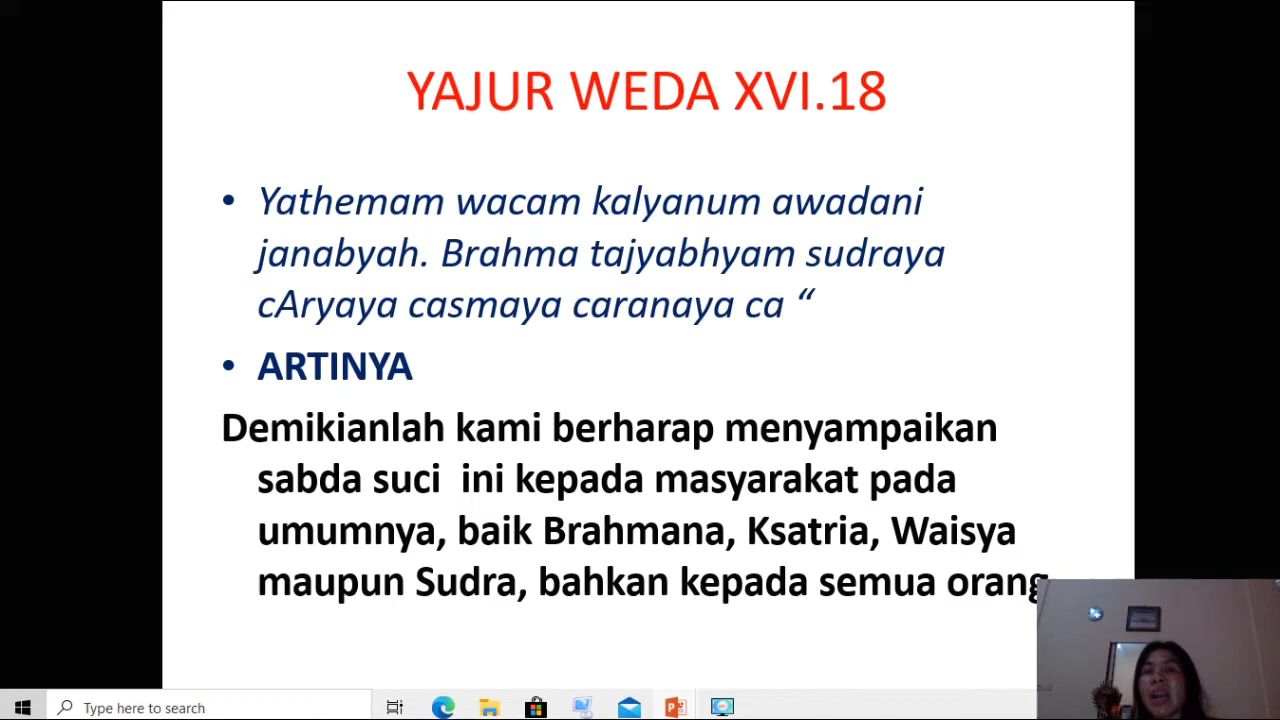 YAJUR WEDA XVI.18
• Yathemam wacam kalyanum awadani
janabyah. Brahma tajyabhyam sudraya
cAryaya casmaya caranaya ca “
• ARTINYA
Demikianlah kami berharap menyampaikan
sabda suci ini kepada masyarakat pada
umumnya, baik Brahmana, Ksatria, Waisya
maupun Sudra, bahkan kepada semua orang
Type here to search